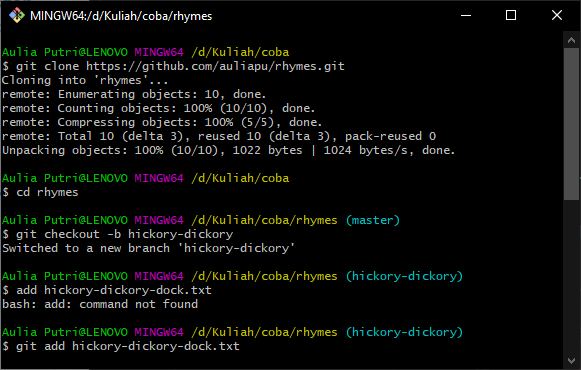 MINGW64:/d/Kuliah/coba/rhymes
Aulia Putri@LENOVO MINGW64 /d/Kuliah/coba
$ git clone https://github.com/auliapu/rhymes.git
Cloning into 'rhymes'...
remote: Enumerating objects: 10, done.
remote: Counting objects: 100% (10/10), done.
remote: Compressing objects: 100% (5/5), done.
remote: Total 10 (delta 3), reused 10 (delta 3), pack-reused 0
Unpacking objects: 100% (10/10), 1022 bytes | 1024 bytes/s, done.
Aulia Putri@LENOVO MINGW64 /d/Kuliah/coba
$ cd rhymes
Aulia Putri@LENOVO MINGW64 /d/Kuliah/coba/rhymes (master)
$ git checkout -b hickory-dickory
Switched to a new branch 'hickory-dickory'
Aulia Putri@LENOVO MINGW64 /d/Kuliah/coba/rhymes (hickory-dickory)
$ add hickory-dickory-dock.txt
bash: add: command not found
Aulia Putri@LENOVO MINGW64 /d/Kuliah/coba/rhymes (hickory-dickory)
$ git add hickory-dickory-dock.txt